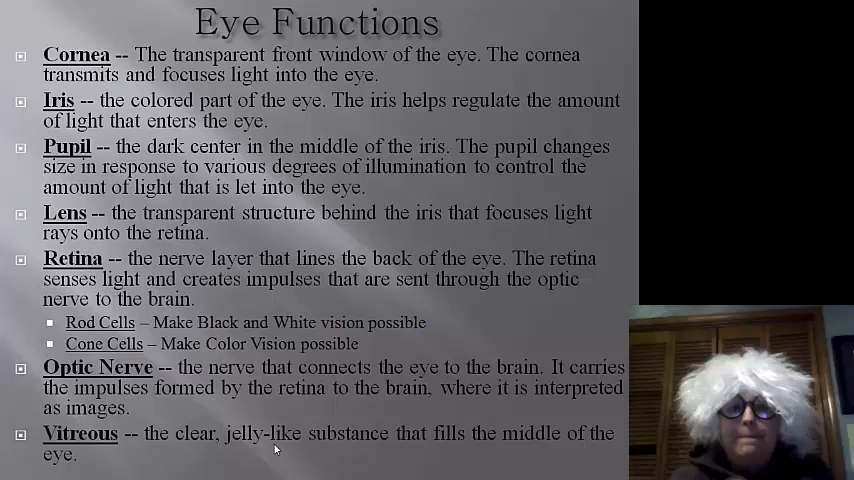 Eye Functions
Cornea -- The transparent front window of the eye. The cornea
transmits and focuses light into the eye.
Iris -- the colored part of the eye. The iris helps regulate the amount
of light that enters the eye.
Pupil -- the dark center in the middle of the iris. The pupil changes
size in response to various degrees of illumination to control the
amount of light that is let into the eye.
Lens -- the transparent structure behind the iris that focuses light
rays onto the retina.
Retina -- the nerve layer that lines the back of the eye. The retina
senses light and creates impulses that are sent through the optic
nerve to the brain.
Rod Cells – Make Black and White vision possible
Cone Cells – Make Color Vision possible
Optic Nerve -- the nerve that connects the eye to the brain. It carries
the impulses formed by the retina to the brain, where it is interpreted
as images.
Vitreous -- the clear, jelly-like substance that fills the middle of the
eye.